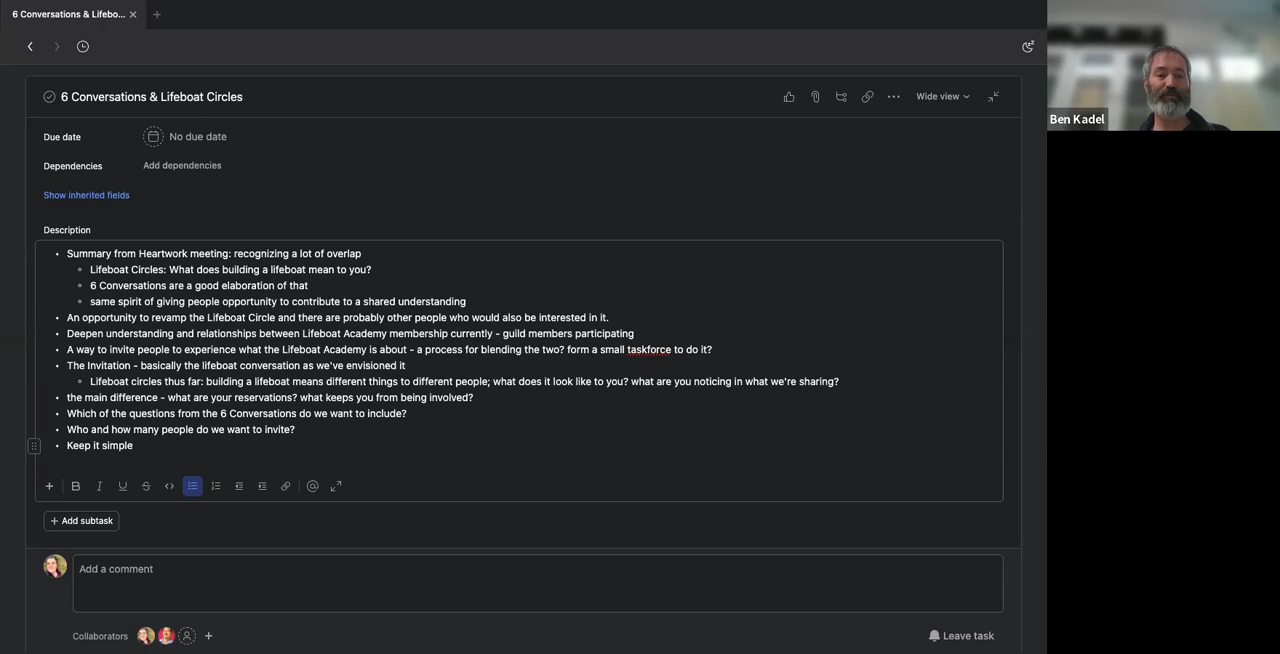 6 Conversations & Lifebo...
6 Conversations & Lifeboat Circles
Wide view
Ben Kadel
Due date
No due date
Dependencies
Add dependencies
Show inherited fields
Description
Summary from Heartwork meeting: recognizing a lot of overlap
Lifeboat Circles: What does building a lifeboat mean to you?
6 Conversations are a good elaboration of that
same spirit of giving people opportunity to contribute to a shared understanding
An opportunity to revamp the Lifeboat Circle and there are probably other people who would also be interested in it.
Deepen understanding and relationships between Lifeboat Academy membership currently - guild members participating
A way to invite people to experience what the Lifeboat Academy is about - a process for blending the two? form a small taskforce to do it?
The Invitation - basically the lifeboat conversation as we've envisioned it
Lifeboat circles thus far: building a lifeboat means different things to different people; what does it look like to you? what are you noticing in what we're sharing?
the main difference - what are your reservations? what keeps you from being involved?
Which of the questions from the 6 Conversations do we want to include?
Who and how many people do we want to invite?
Keep it simple
Add subtask
Add a comment
Collaborators
Leave task